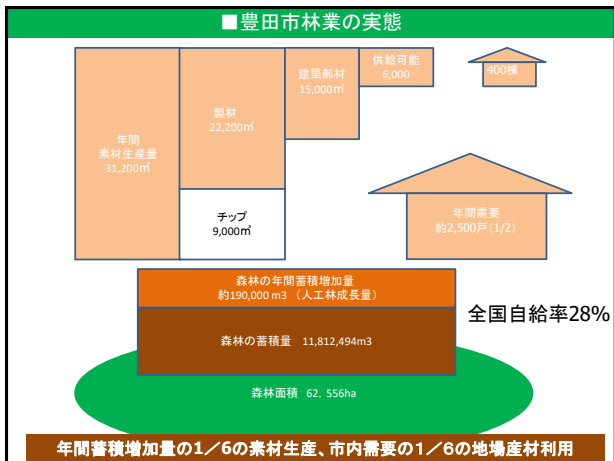 ■豊田市林業の実態
年間
素材生産量
31,200㎥
製材
22,200㎥
チップ
9,000㎥
建築部材
15,000㎥
供給可能
6,000
400棟
年間需要
約2,500戸(1/2)
森林の年間蓄積増加量
約190,000 m3 (人工林成長量)
全国自給率28%
森林の蓄積量 11,812,494m3
森林面積 62, 556ha
年間蓄積増加量の1/6の素材生産、市内需要の1/6の地場産材利用